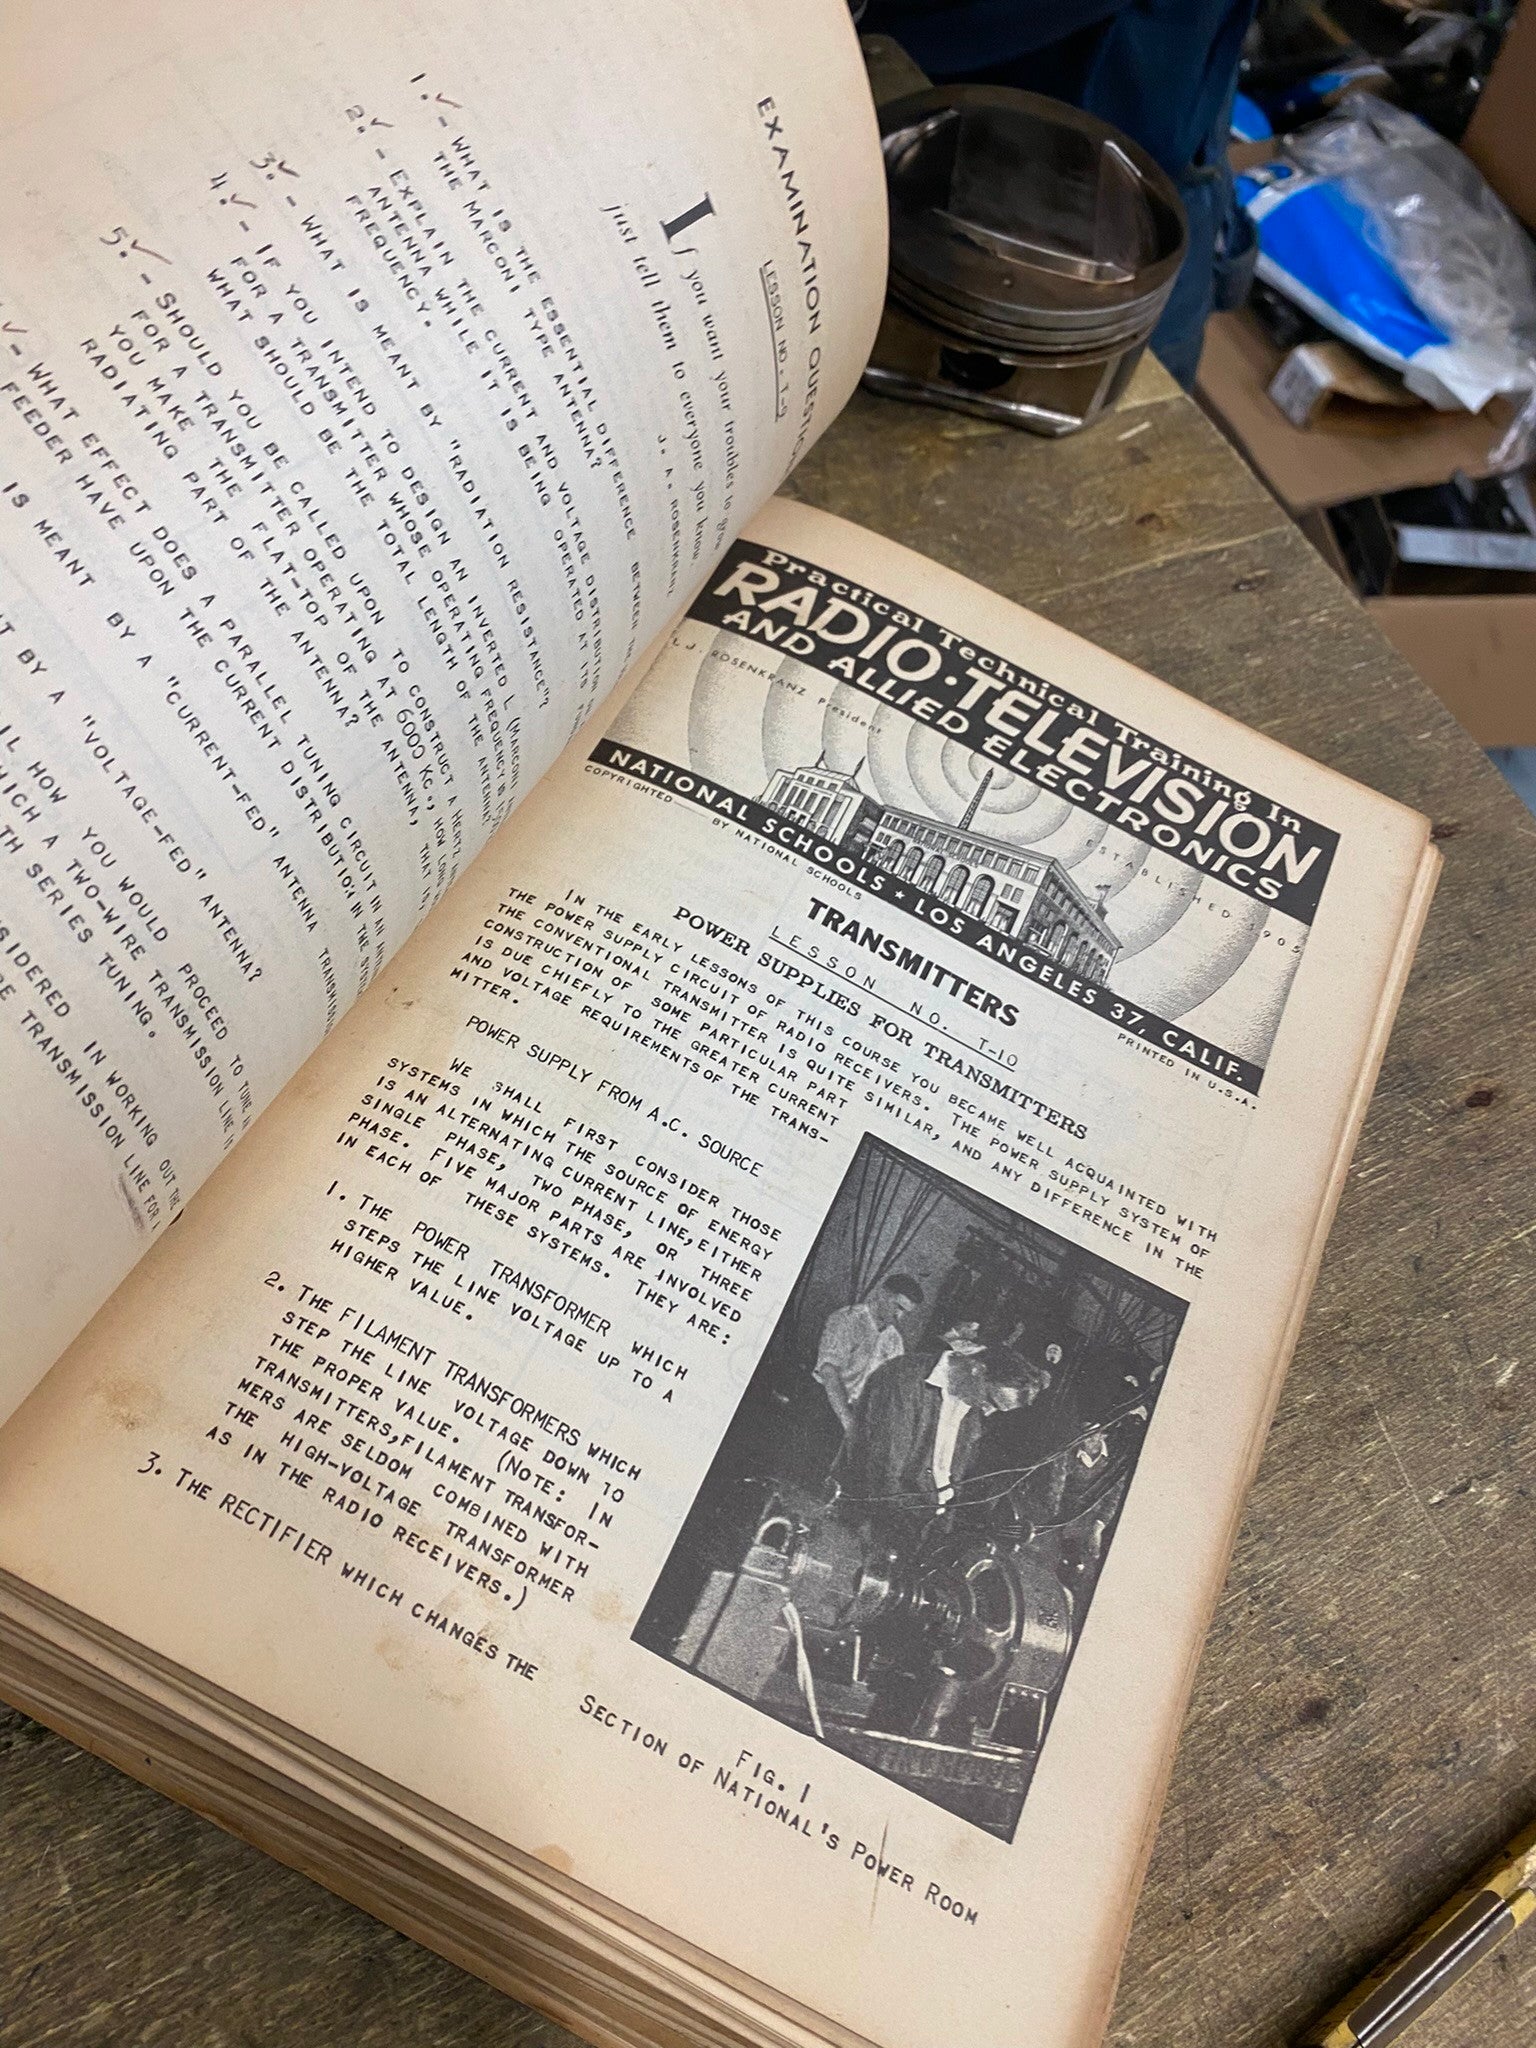 EXAMINATION QUESTIO
LESSON NO. T-9
If you want your troubles to grow
just tell them to everyone you know.
J. A. ROSENKRANZ
1.✓- WHAT IS THE ESSENTIAL DIFFERENCE BETWEEN
THE MARCONI TYPE ANTENNA?
2.✓- EXPLAIN THE CURRENT AND VOLTAGE DISTRIBUTION
ANTENNA WHILE IT IS BEING OPERATED AT ITS
FREQUENCY.
3.✓- WHAT IS MEANT BY "RADIATION RESISTANCE"?
4.✓- IF YOU INTEND TO DESIGN AN INVERTED L (MARCONI
FOR A TRANSMITTER WHOSE OPERATING FREQUENCY IS
WHAT SHOULD BE THE TOTAL LENGTH OF THE ANTENNA?
5.✓- SHOULD YOU BE CALLED UPON TO CONSTRUCT A HERTZ
FOR A TRANSMITTER OPERATING AT 6000 KC., HOW LONG
YOU MAKE THE FLAT-TOP OF THE ANTENNA, THAT IS,
RADIATING PART OF THE ANTENNA?
✓- WHAT EFFECT DOES A PARALLEL TUNING CIRCUIT IN AN
FEEDER HAVE UPON THE CURRENT DISTRIBUTION IN THE
IS MEANT BY A "CURRENT-FED" ANTENNA
BY A "VOLTAGE-FED" ANTENNA?
HOW YOU WOULD PROCEED TO TUNE
A TWO-WIRE TRANSMISSION LINE
SERIES TUNING.
IN WORKING OUT THE
TRANSMISSION LINE FOR
Practical Technical Training In
RADIO·TELEVISION
AND ALLIED ELECTRONICS
J. ROSENKRANZ President
ESTABLISHED 1905
NATIONAL SCHOOLS ★ LOS ANGELES 37, CALIF.
COPYRIGHTED BY NATIONAL SCHOOLS
PRINTED IN U.S.A.
TRANSMITTERS
LESSON NO. T-10
POWER SUPPLIES FOR TRANSMITTERS
IN THE EARLY LESSONS OF THIS COURSE YOU BECAME WELL ACQUAINTED WITH
THE POWER SUPPLY CIRCUIT OF RADIO RECEIVERS. THE POWER SUPPLY SYSTEM OF
THE CONVENTIONAL TRANSMITTER IS QUITE SIMILAR, AND ANY DIFFERENCE IN THE
CONSTRUCTION OF SOME PARTICULAR PART
IS DUE CHIEFLY TO THE GREATER CURRENT
AND VOLTAGE REQUIREMENTS OF THE TRANS-
MITTER.
POWER SUPPLY FROM A.C. SOURCE
WE SHALL FIRST CONSIDER THOSE
SYSTEMS IN WHICH THE SOURCE OF ENERGY
IS AN ALTERNATING CURRENT LINE, EITHER
SINGLE PHASE, TWO PHASE, OR THREE
PHASE. FIVE MAJOR PARTS ARE INVOLVED
IN EACH OF THESE SYSTEMS. THEY ARE:
1. THE POWER TRANSFORMER WHICH
STEPS THE LINE VOLTAGE UP TO A
HIGHER VALUE.
2. THE FILAMENT TRANSFORMERS WHICH
STEP THE LINE VOLTAGE DOWN TO
THE PROPER VALUE. (NOTE: IN
TRANSMITTERS, FILAMENT TRANSFOR-
MERS ARE SELDOM COMBINED WITH
THE HIGH-VOLTAGE TRANSFORMER
AS IN THE RADIO RECEIVERS.)
3. THE RECTIFIER WHICH CHANGES THE
FIG. 1
SECTION OF NATIONAL'S POWER ROOM